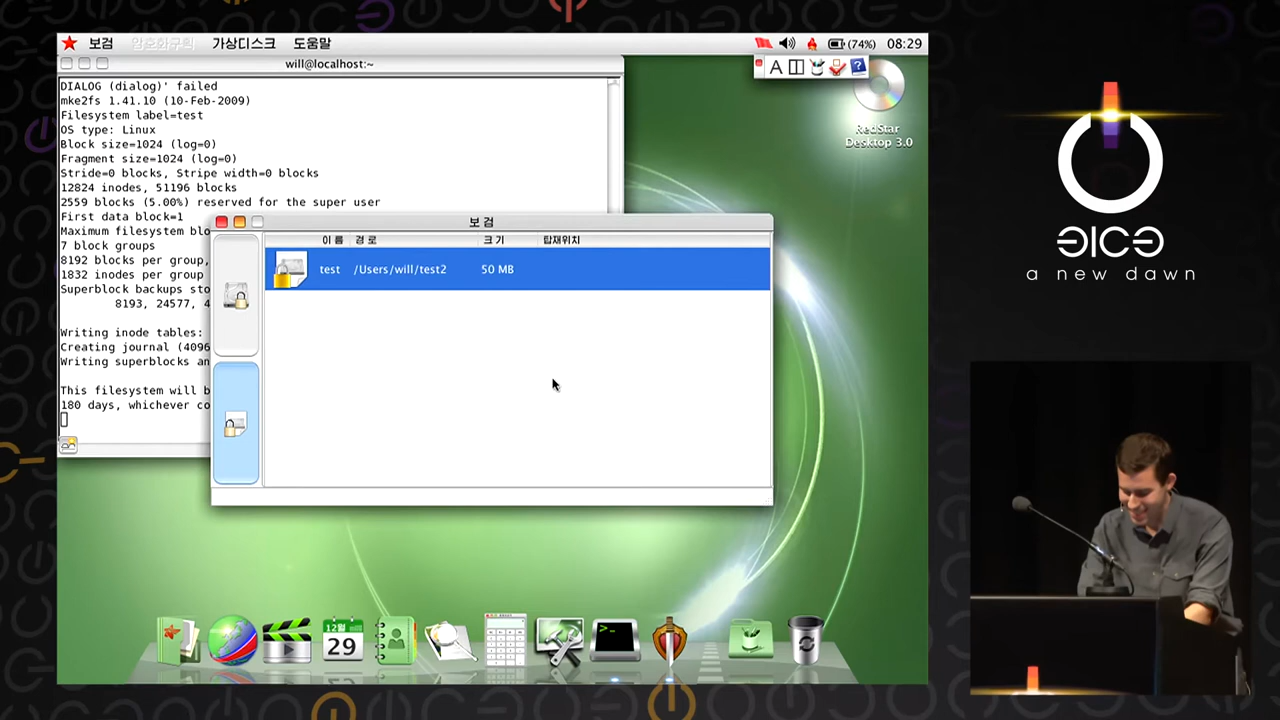 보검 암호화구획 가상디스크 도움말
(74%) 08:29
will@localhost:~
DIALOG (dialog)' failed
mke2fs 1.41.10 (10-Feb-2009)
Filesystem label=test
OS type: Linux
Block size=1024 (log=0)
Fragment size=1024 (log=0)
Stride=0 blocks, Stripe width=0 blocks
12824 inodes, 51196 blocks
2559 blocks (5.00%) reserved for the super user
First data block=1
Maximum filesystem blo
7 block groups
8192 blocks per group,
1832 inodes per group
Superblock backups sto
8193, 24577, 4
Writing inode tables:
Creating journal (4096
Writing superblocks an
This filesystem will b
180 days, whichever co
A
RedStar
Desktop 3.0
보검
이름 경로 크기 탑재위치
test /Users/will/test2 50 MB
12월
29
>_
a new dawn